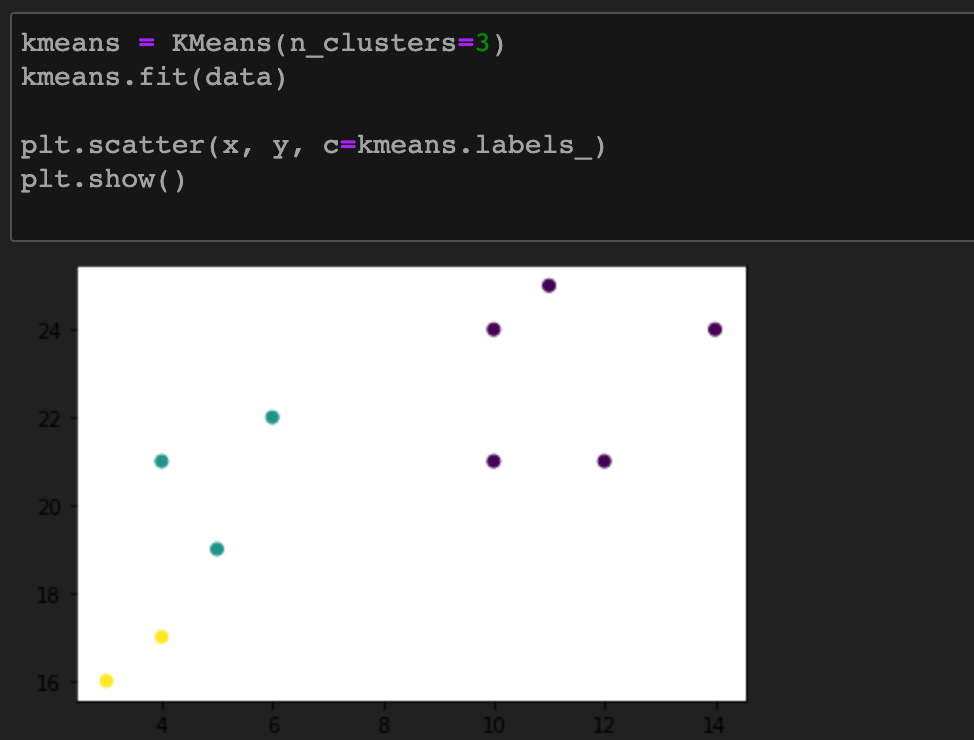 kmeans = KMeans(n_clusters=3)
kmeans.fit(data)
plt.scatter(x, y, c=kmeans.labels_)
plt.show()
24
22
20
18
16
4 6 8 10 12 14